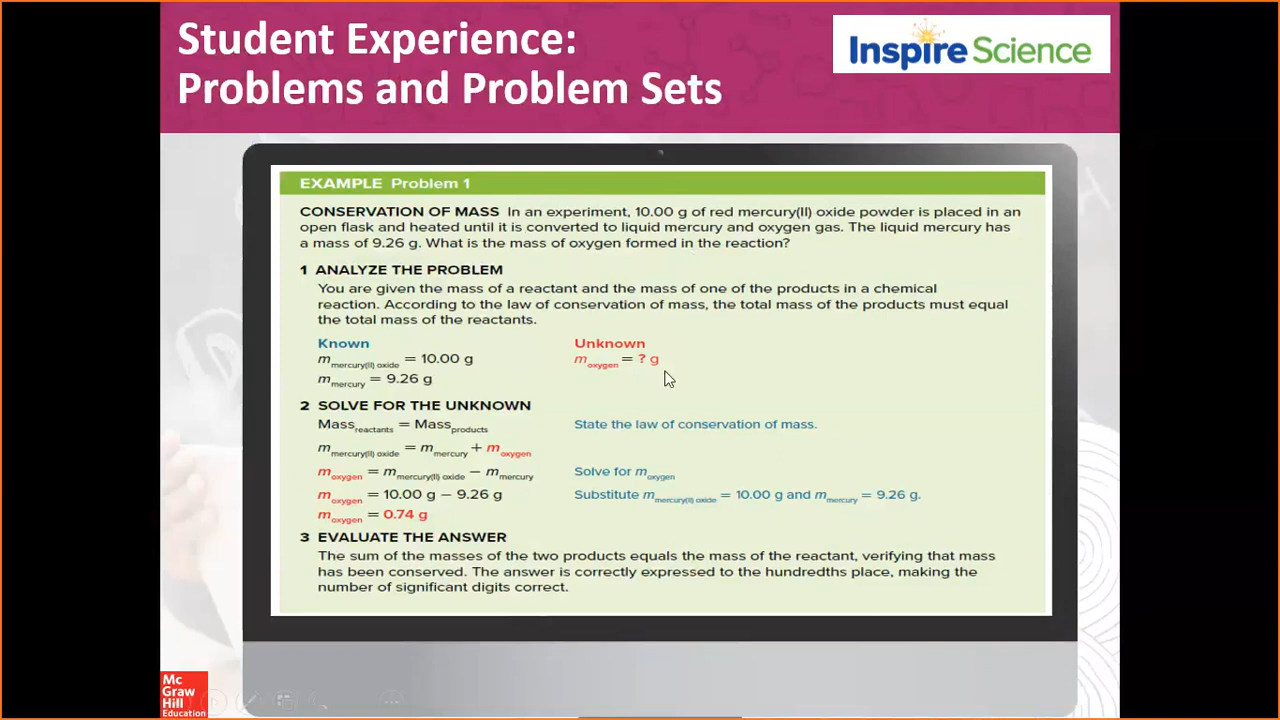 Student Experience:
Problems and Problem Sets
Inspire Science
EXAMPLE Problem 1
CONSERVATION OF MASS In an experiment, 10.00 g of red mercury(II) oxide powder is placed in an
open flask and heated until it is converted to liquid mercury and oxygen gas. The liquid mercury has
a mass of 9.26 g. What is the mass of oxygen formed in the reaction?
1 ANALYZE THE PROBLEM
You are given the mass of a reactant and the mass of one of the products in a chemical
reaction. According to the law of conservation of mass, the total mass of the products must equal
the total mass of the reactants.
Known
Unknown
m mercury(II) oxide = 10.00 g
m oxygen = ? g
m mercury = 9.26 g
2 SOLVE FOR THE UNKNOWN
Mass reactants = Mass products
State the law of conservation of mass.
m mercury(II) oxide = m mercury + m oxygen
m oxygen = m mercury(II) oxide − m mercury
Solve for m oxygen
m oxygen = 10.00 g − 9.26 g
Substitute m mercury(II) oxide = 10.00 g and m mercury = 9.26 g.
m oxygen = 0.74 g
3 EVALUATE THE ANSWER
The sum of the masses of the two products equals the mass of the reactant, verifying that mass
has been conserved. The answer is correctly expressed to the hundredths place, making the
number of significant digits correct.
Mc
Graw
Hill
Education